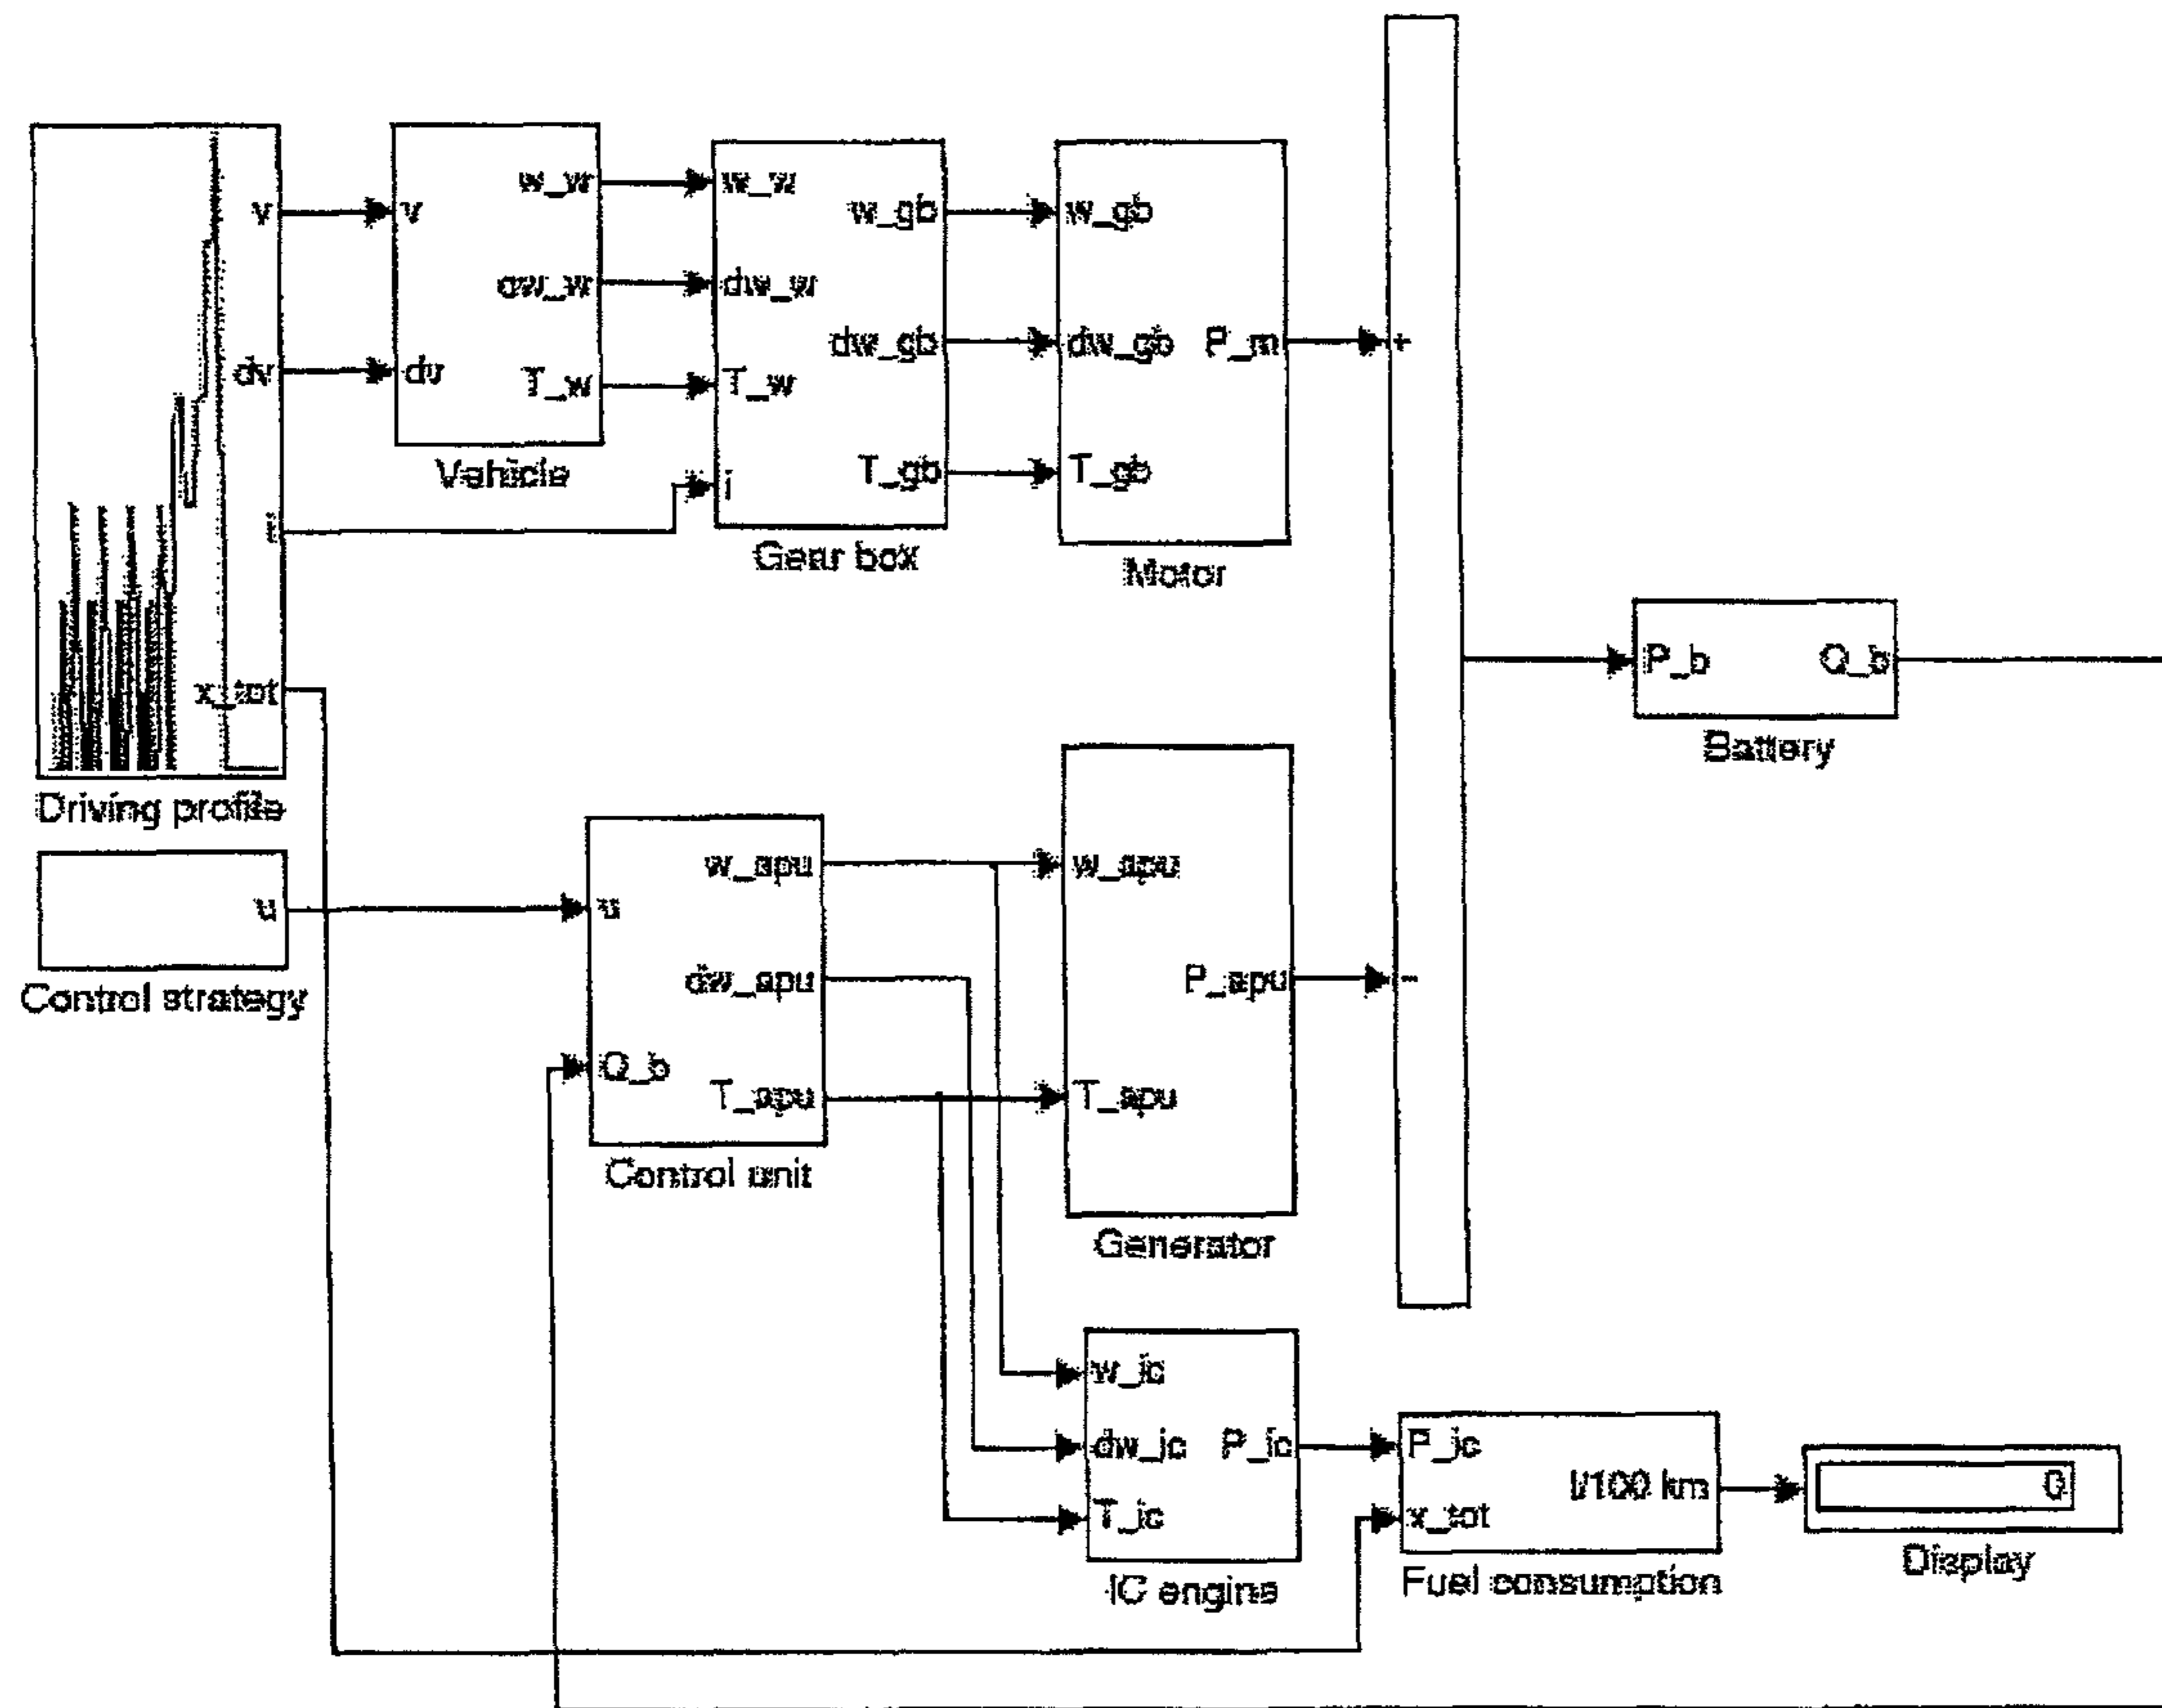 v
dv
i
x_tot
Driving profile
v
dv
w_w
dw_w
T_w
Vehicle
w_w
dw_w
T_w
i
w_gb
dw_gb
T_gb
Gear box
w_gb
dw_gb
T_gb
P_m
Motor
+
-
P_b
Q_b
Battery
u
Control strategy
u
Q_b
w_apu
dw_apu
T_apu
Control unit
w_apu
T_apu
P_apu
Generator
w_ic
dw_ic
T_ic
P_ic
IC engine
P_ic
x_tot
l/100 km
Fuel consumption
0
Display